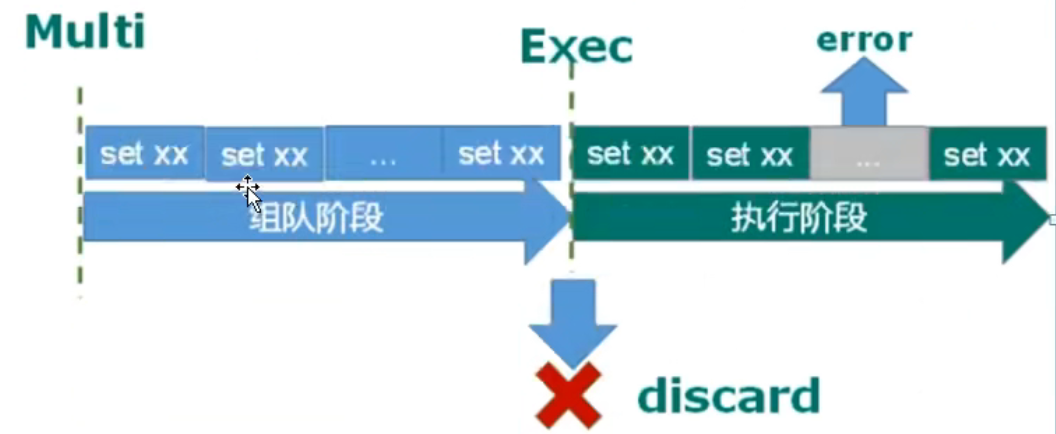 Multi
Exec
error
set xx
set xx
...
set xx
set xx
set xx
...
set xx
组队阶段
执行阶段
discard